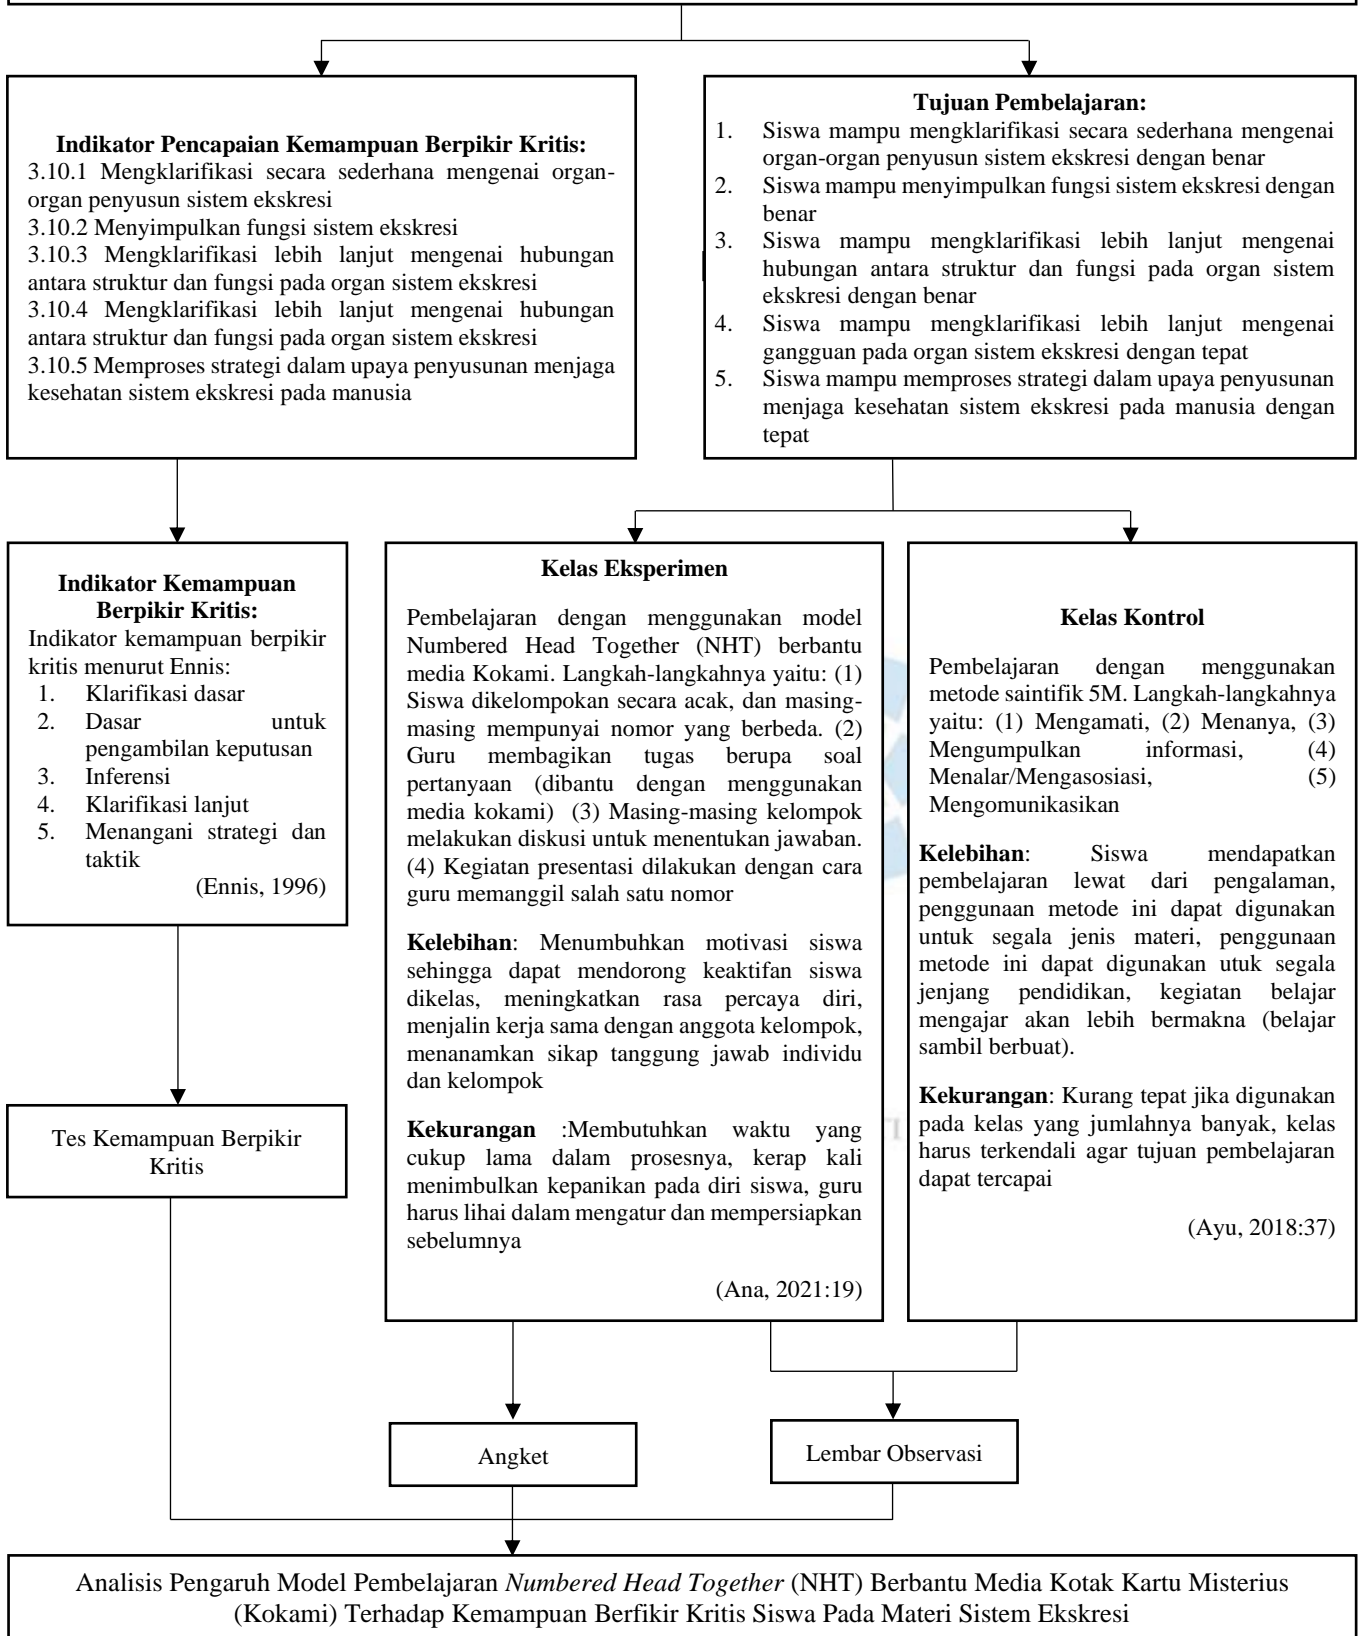 Indikator Pencapaian Kemampuan Berpikir Kritis:
3.10.1 Mengklarifikasi secara sederhana mengenai organ-
organ penyusun sistem ekskresi
3.10.2 Menyimpulkan fungsi sistem ekskresi
3.10.3 Mengklarifikasi lebih lanjut mengenai hubungan
antara struktur dan fungsi pada organ sistem ekskresi
3.10.4 Mengklarifikasi lebih lanjut mengenai hubungan
antara struktur dan fungsi pada organ sistem ekskresi
3.10.5 Memproses strategi dalam upaya penyusunan menjaga
kesehatan sistem ekskresi pada manusia
Tujuan Pembelajaran:
1. Siswa mampu mengklarifikasi secara sederhana mengenai
organ-organ penyusun sistem ekskresi dengan benar
2. Siswa mampu menyimpulkan fungsi sistem ekskresi dengan
benar
3. Siswa mampu mengklarifikasi lebih lanjut mengenai
hubungan antara struktur dan fungsi pada organ sistem
ekskresi dengan benar
4. Siswa mampu mengklarifikasi lebih lanjut mengenai
gangguan pada organ sistem ekskresi dengan tepat
5. Siswa mampu memproses strategi dalam upaya penyusunan
menjaga kesehatan sistem ekskresi pada manusia dengan
tepat
Indikator Kemampuan
Berpikir Kritis:
Indikator kemampuan berpikir
kritis menurut Ennis:
1. Klarifikasi dasar
2. Dasar untuk
pengambilan keputusan
3. Inferensi
4. Klarifikasi lanjut
5. Menangani strategi dan
taktik
(Ennis, 1996)
Kelas Eksperimen
Pembelajaran dengan menggunakan model
Numbered Head Together (NHT) berbantu
media Kokami. Langkah-langkahnya yaitu: (1)
Siswa dikelompokan secara acak, dan masing-
masing mempunyai nomor yang berbeda. (2)
Guru membagikan tugas berupa soal
pertanyaan (dibantu dengan menggunakan
media kokami) (3) Masing-masing kelompok
melakukan diskusi untuk menentukan jawaban.
(4) Kegiatan presentasi dilakukan dengan cara
guru memanggil salah satu nomor
Kelebihan: Menumbuhkan motivasi siswa
sehingga dapat mendorong keaktifan siswa
dikelas, meningkatkan rasa percaya diri,
menjalin kerja sama dengan anggota kelompok,
menanamkan sikap tanggung jawab individu
dan kelompok
Kekurangan :Membutuhkan waktu yang
cukup lama dalam prosesnya, kerap kali
menimbulkan kepanikan pada diri siswa, guru
harus lihai dalam mengatur dan mempersiapkan
sebelumnya
(Ana, 2021:19)
Kelas Kontrol
Pembelajaran dengan menggunakan
metode saintifik 5M. Langkah-langkahnya
yaitu: (1) Mengamati, (2) Menanya, (3)
Mengumpulkan informasi, (4)
Menalar/Mengasosiasi, (5)
Mengomunikasikan
Kelebihan: Siswa mendapatkan
pembelajaran lewat dari pengalaman,
penggunaan metode ini dapat digunakan
untuk segala jenis materi, penggunaan
metode ini dapat digunakan utuk segala
jenjang pendidikan, kegiatan belajar
mengajar akan lebih bermakna (belajar
sambil berbuat).
Kekurangan: Kurang tepat jika digunakan
pada kelas yang jumlahnya banyak, kelas
harus terkendali agar tujuan pembelajaran
dapat tercapai
(Ayu, 2018:37)
Tes Kemampuan Berpikir
Kritis
Angket
Lembar Observasi
Analisis Pengaruh Model Pembelajaran Numbered Head Together (NHT) Berbantu Media Kotak Kartu Misterius
(Kokami) Terhadap Kemampuan Berfikir Kritis Siswa Pada Materi Sistem Ekskresi